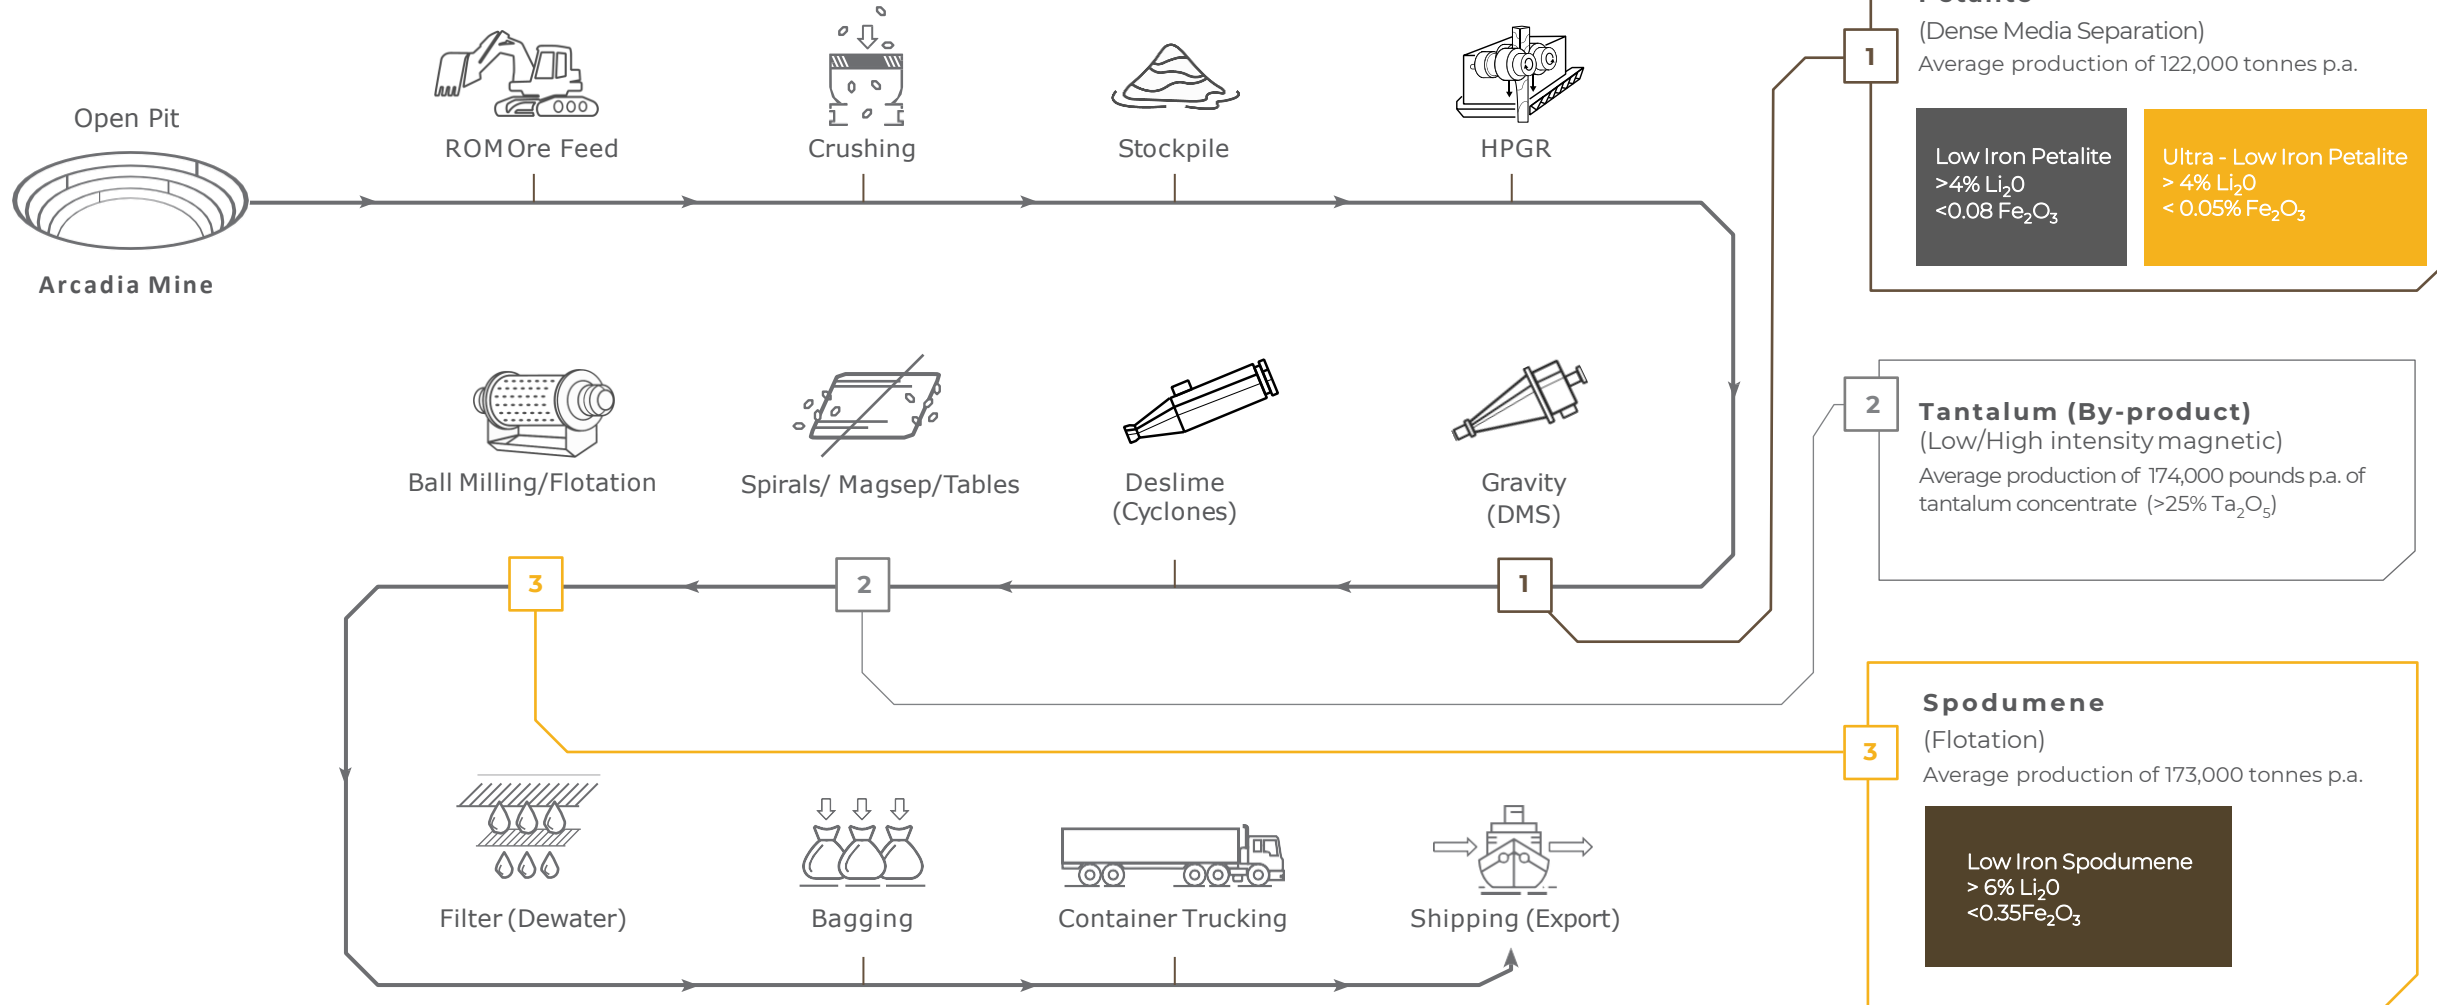 Open Pit
Arcadia Mine
ROM Ore Feed
Crushing
Stockpile
HPGR
Ball Milling/Flotation
Spirals/ Magsep/Tables
Deslime
(Cyclones)
Gravity
(DMS)
3
2
1
Filter (Dewater)
Bagging
Container Trucking
Shipping (Export)
1
Petalite
(Dense Media Separation)
Average production of 122,000 tonnes p.a.
Low Iron Petalite
>4% Li₂0
<0.08 Fe₂O₃
Ultra - Low Iron Petalite
> 4% Li₂0
< 0.05% Fe₂O₃
2
Tantalum (By-product)
(Low/High intensity magnetic)
Average production of 174,000 pounds p.a. of
tantalum concentrate (>25% Ta₂O₅)
3
Spodumene
(Flotation)
Average production of 173,000 tonnes p.a.
Low Iron Spodumene
> 6% Li₂0
<0.35Fe₂O₃